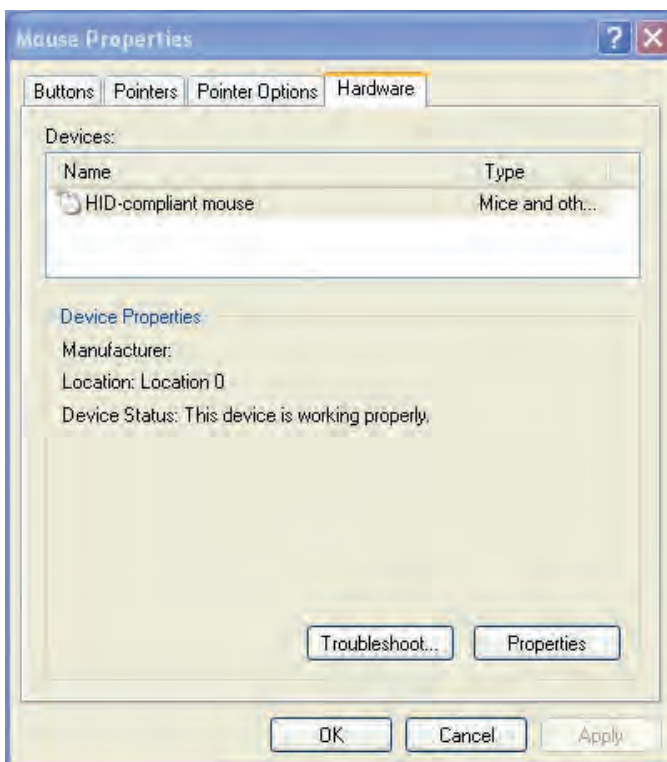 Mouse Properties
?
X
Buttons Pointers Pointer Options Hardware
Devices:
Name Type
HID-compliant mouse Mice and oth...
Device Properties
Manufacturer:
Location: Location 0
Device Status: This device is working properly.
Troubleshoot... Properties
OK Cancel Apply